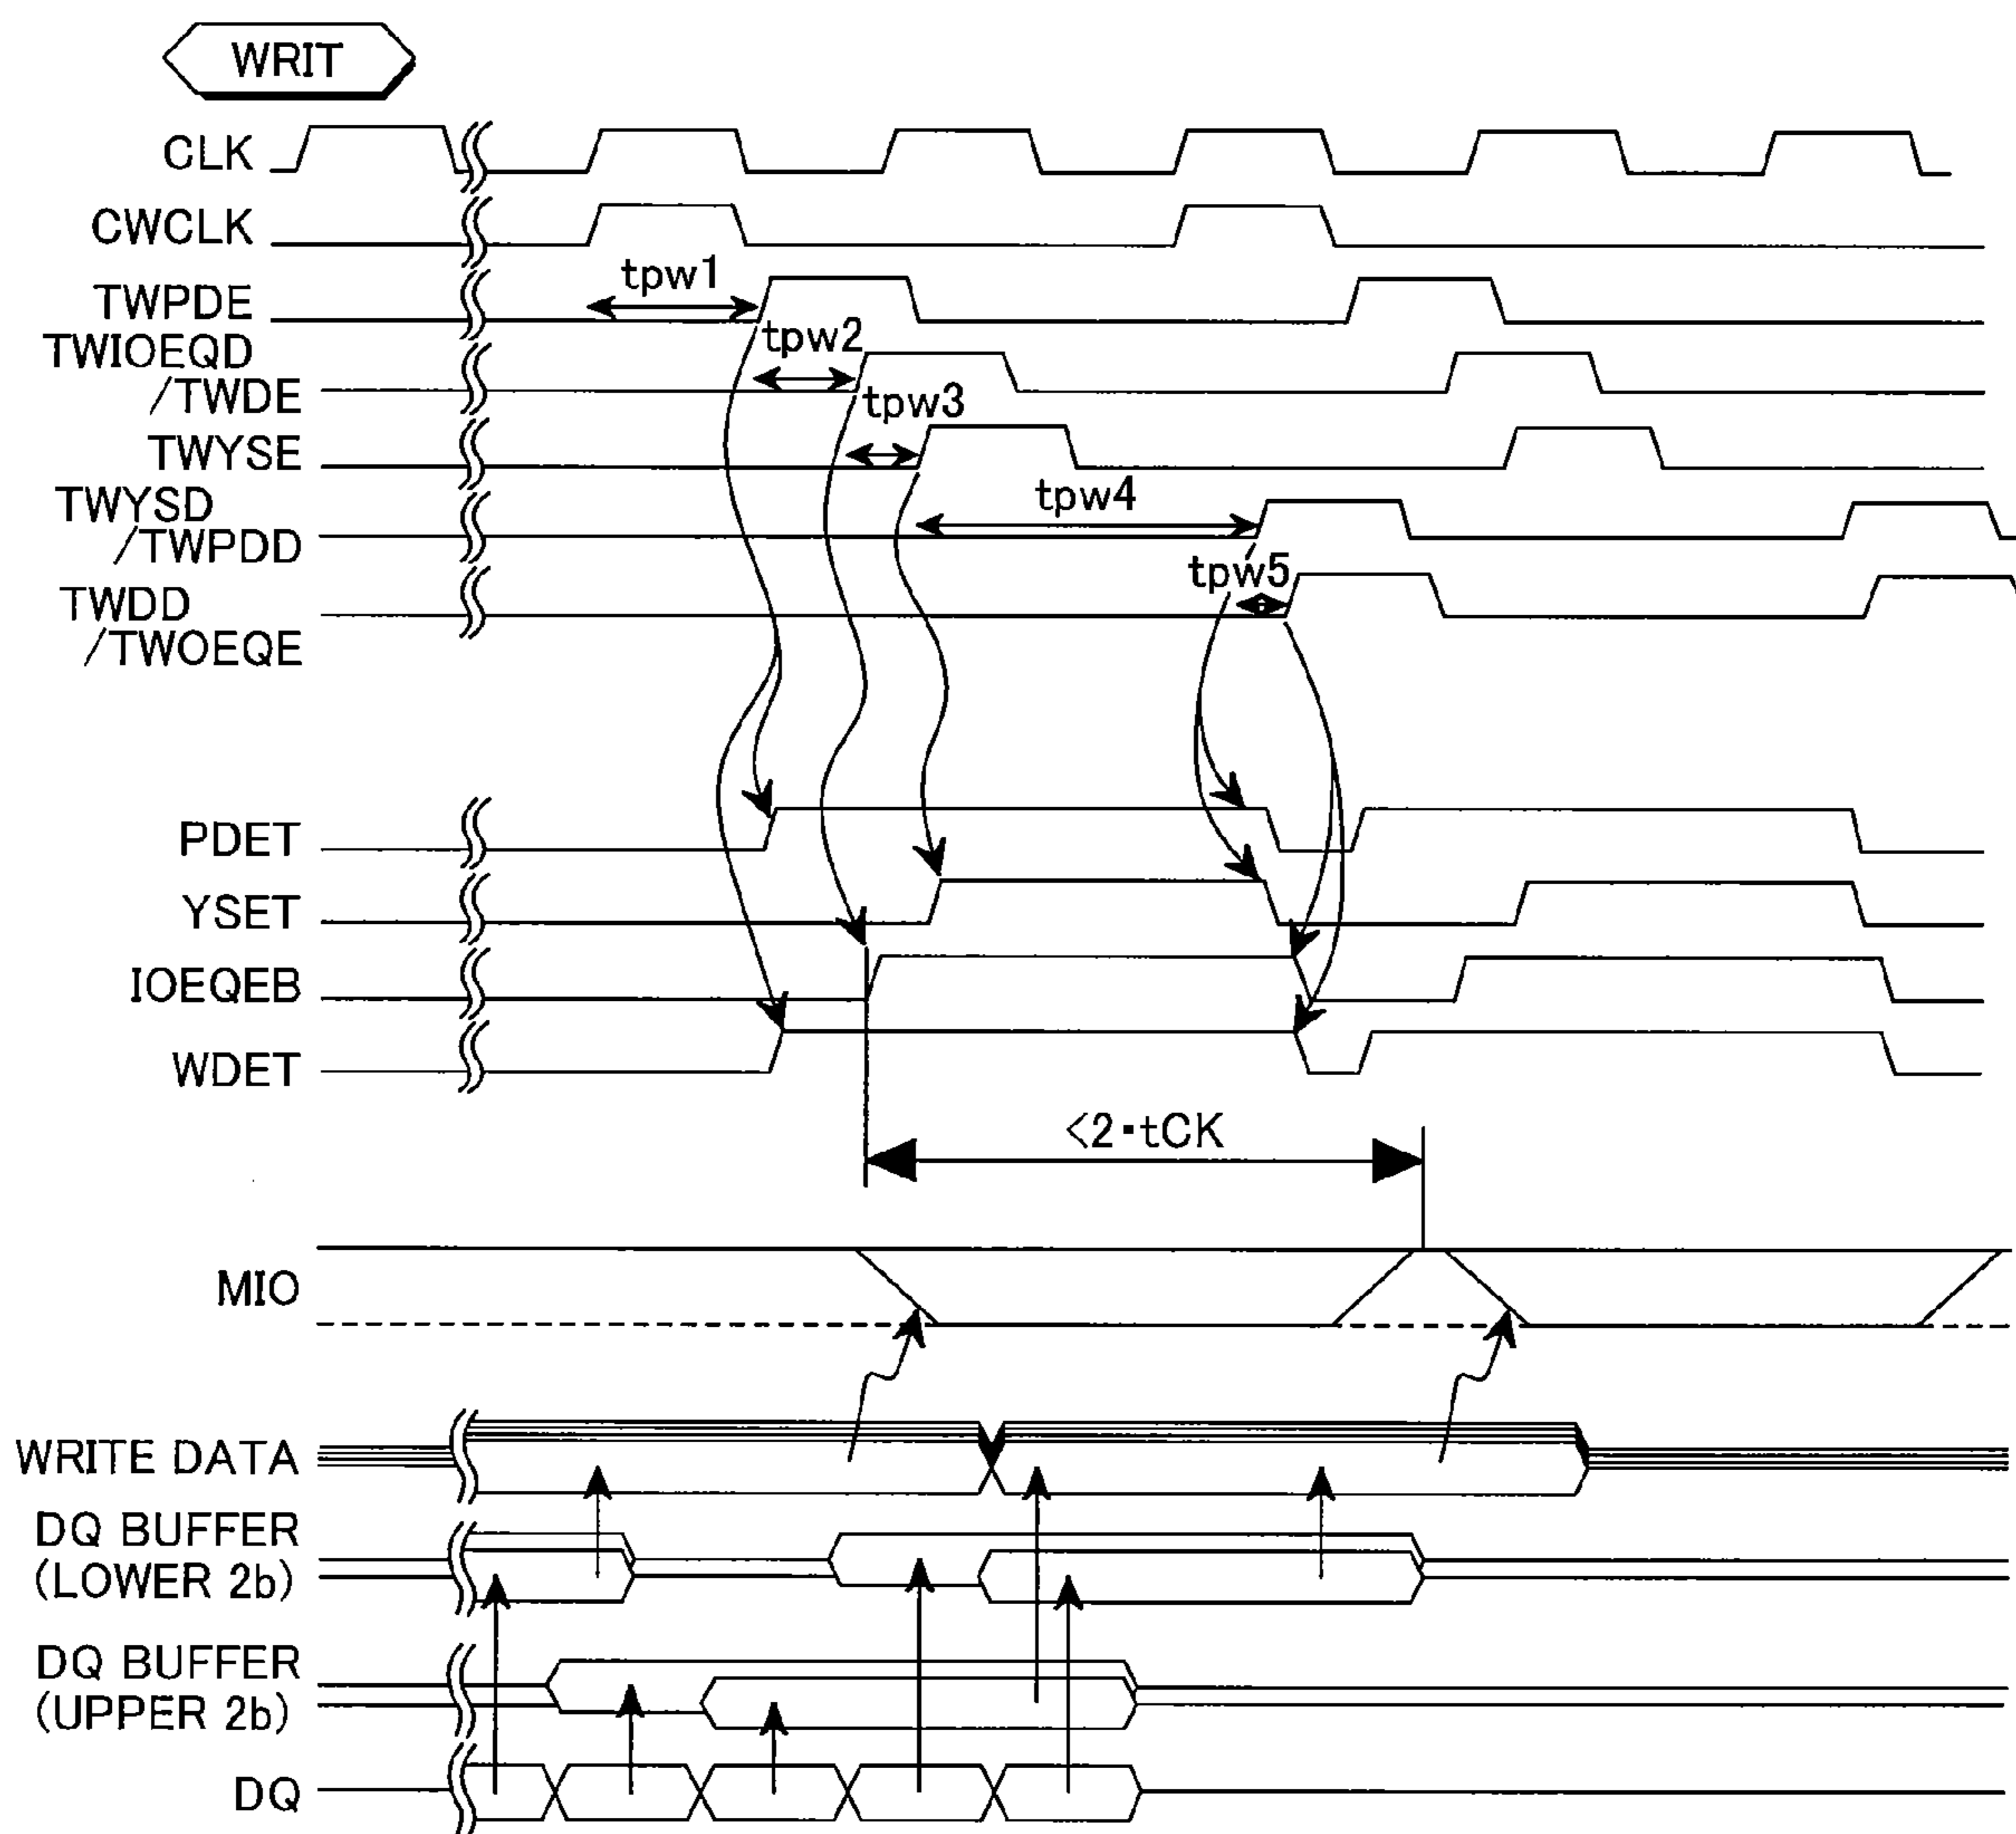 WRIT
CLK
CWCLK
tpw1
TWPDE
tpw2
TWIOEQD
/TWDE
tpw3
TWYSE
TWYSD
/TWPDD
tpw4
tpw5
TWDD
/TWOEQE
PDET
YSET
IOEQEB
WDET
<2·tCK
MIO
WRITE DATA
DQ BUFFER
(LOWER 2b)
DQ BUFFER
(UPPER 2b)
DQ